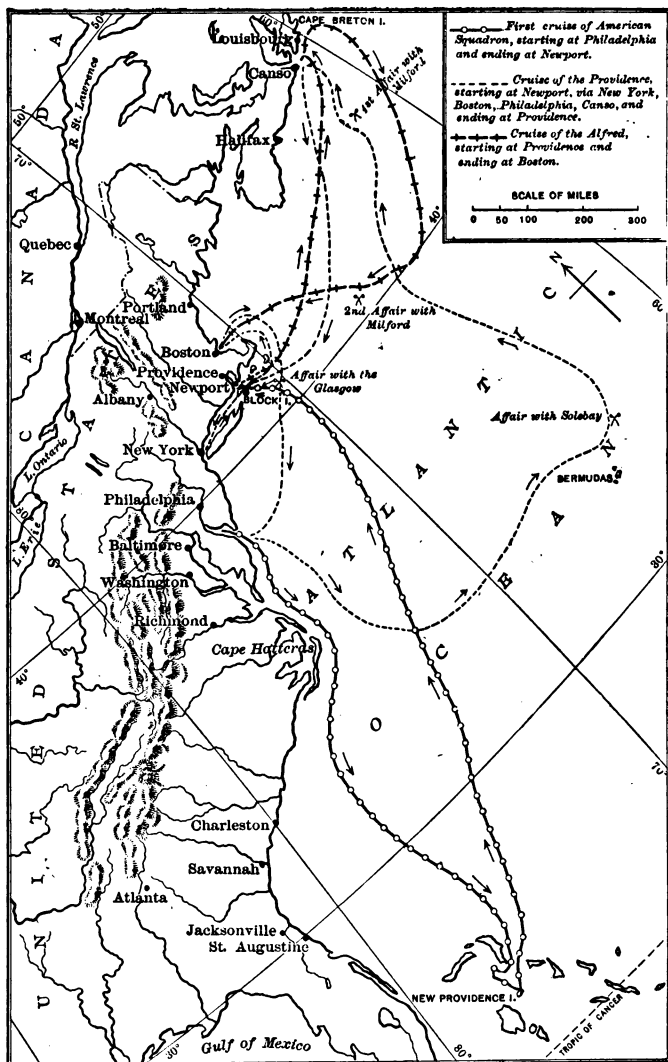 First cruise of American
Squadron, starting at Philadelphia
and ending at Newport.
Cruise of the Providence,
starting at Newport, via New York,
Boston, Philadelphia, Canso, and
ending at Providence.
Cruise of the Alfred,
starting at Providence and
ending at Boston.
SCALE OF MILES
0 50 100 200 300
CAPE BRETON I.
Louisbourg
Canso
1st Affair with
Milford
Halifax
R. St. Lawrence
CANADA
50°
60°
50°
70°
40°
60
N
Quebec
Montreal
Portland
2nd Affair with
Milford
Boston
Providence
Newport
BLOCK I.
Affair with the
Glasgow
Albany
L. Ontario
New York
Affair with Solebay
BERMUDAS
Philadelphia
L. Erie
80°
Baltimore
Washington
Richmond
30°
Cape Hatteras
40°
70°
ATLANTIC
OCEAN
UNITED STATES
Charleston
Savannah
Atlanta
Jacksonville
St. Augustine
NEW PROVIDENCE I.
TROPIC OF CANCER
Gulf of Mexico
30°
80°